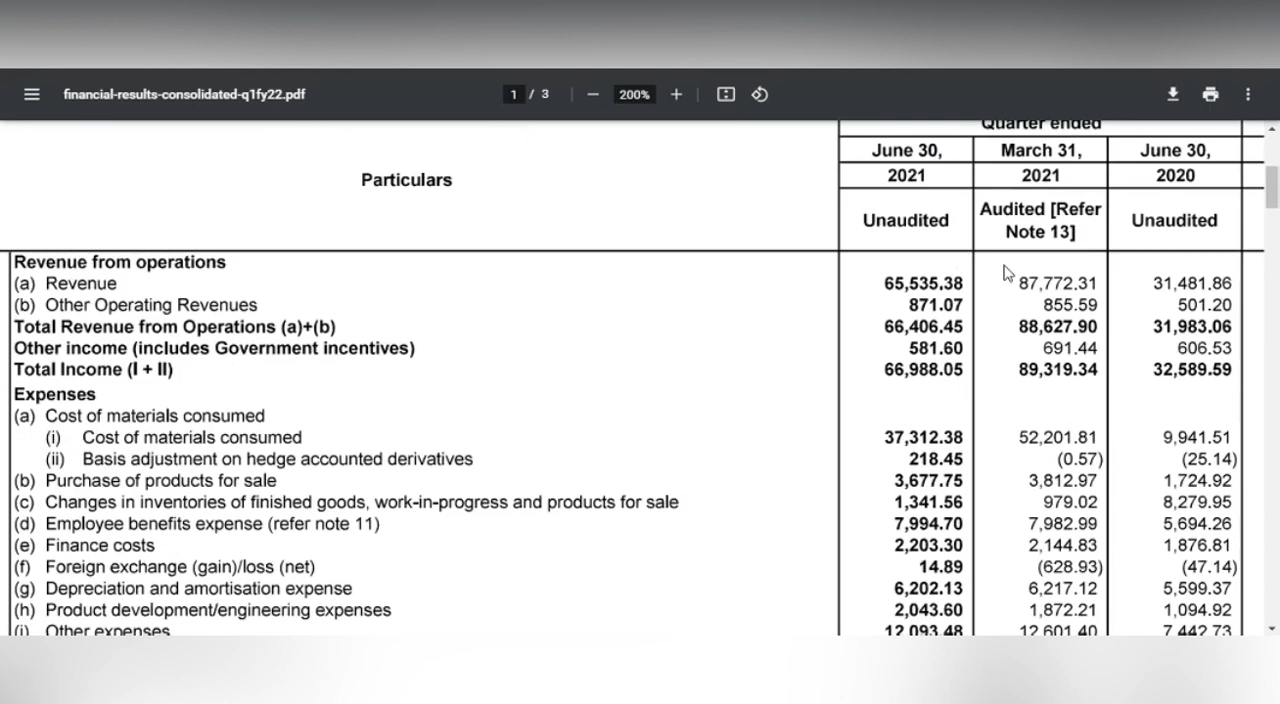 financial-results-consolidated-q1fy22.pdf 1 / 3 200%
Quarter ended
Particulars
June 30, March 31, June 30,
2021 2021 2020
Unaudited Audited [Refer Note 13] Unaudited
Revenue from operations
(a) Revenue 65,535.38 87,772.31 31,481.86
(b) Other Operating Revenues 871.07 855.59 501.20
Total Revenue from Operations (a)+(b) 66,406.45 88,627.90 31,983.06
Other income (includes Government incentives) 581.60 691.44 606.53
Total Income (I + II) 66,988.05 89,319.34 32,589.59
Expenses
(a) Cost of materials consumed
(i) Cost of materials consumed 37,312.38 52,201.81 9,941.51
(ii) Basis adjustment on hedge accounted derivatives 218.45 (0.57) (25.14)
(b) Purchase of products for sale 3,677.75 3,812.97 1,724.92
(c) Changes in inventories of finished goods, work-in-progress and products for sale 1,341.56 979.02 8,279.95
(d) Employee benefits expense (refer note 11) 7,994.70 7,982.99 5,694.26
(e) Finance costs 2,203.30 2,144.83 1,876.81
(f) Foreign exchange (gain)/loss (net) 14.89 (628.93) (47.14)
(g) Depreciation and amortisation expense 6,202.13 6,217.12 5,599.37
(h) Product development/engineering expenses 2,043.60 1,872.21 1,094.92
(i) Other expenses 12,093.48 12,601.40 7,442.73